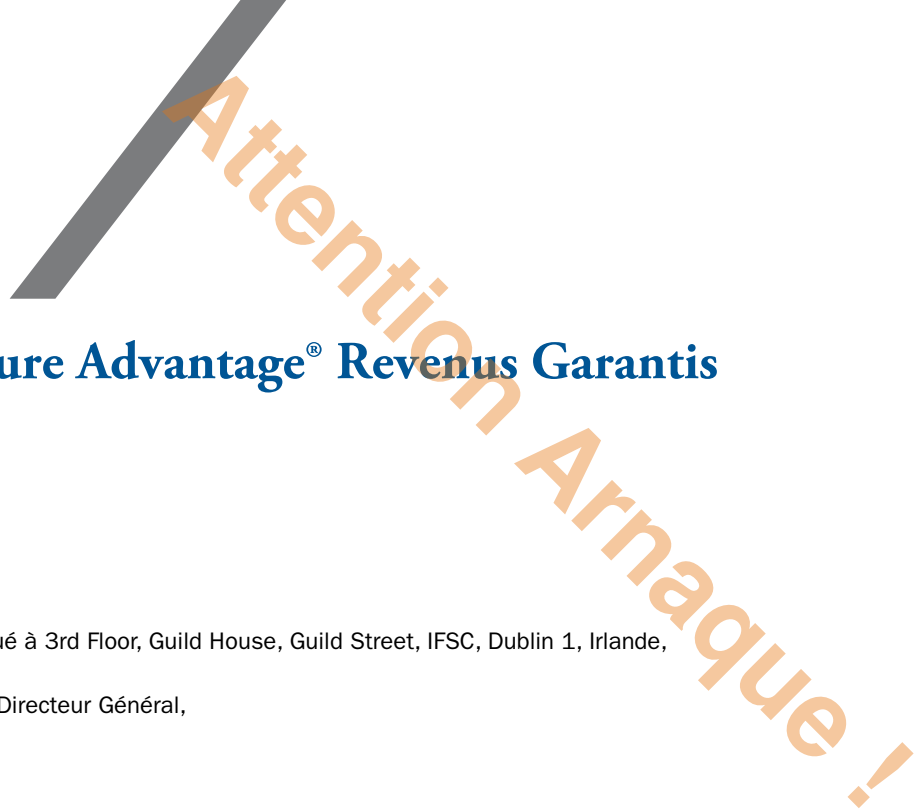 Attention Arnaque !
ure Advantage® Revenus Garantis
ué à 3rd Floor, Guild House, Guild Street, IFSC, Dublin 1, Irlande,
Directeur Général,